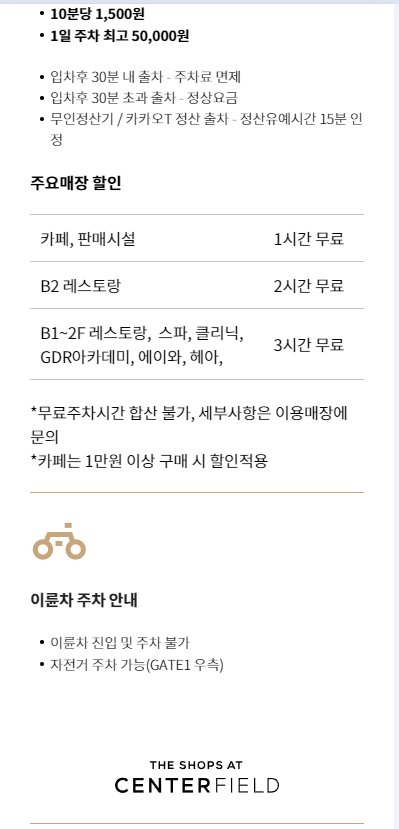 • 10분당 1,500원
• 1일 주차 최고 50,000원
• 입차후 30분 내 출차 - 주차료 면제
• 입차후 30분 초과 출차 - 정상요금
• 무인정산기 / 카카오T 정산 출차 - 정산유예시간 15분 인
정
주요매장 할인
카페, 판매시설 1시간 무료
B2 레스토랑 2시간 무료
B1~2F 레스토랑, 스파, 클리닉,
GDR아카데미, 에이와, 헤아, 3시간 무료
*무료주차시간 합산 불가, 세부사항은 이용매장에
문의
*카페는 1만원 이상 구매 시 할인적용
이륜차 주차 안내
• 이륜차 진입 및 주차 불가
• 자전거 주차 가능(GATE1 우측)
THE SHOPS AT
CENTERFIELD